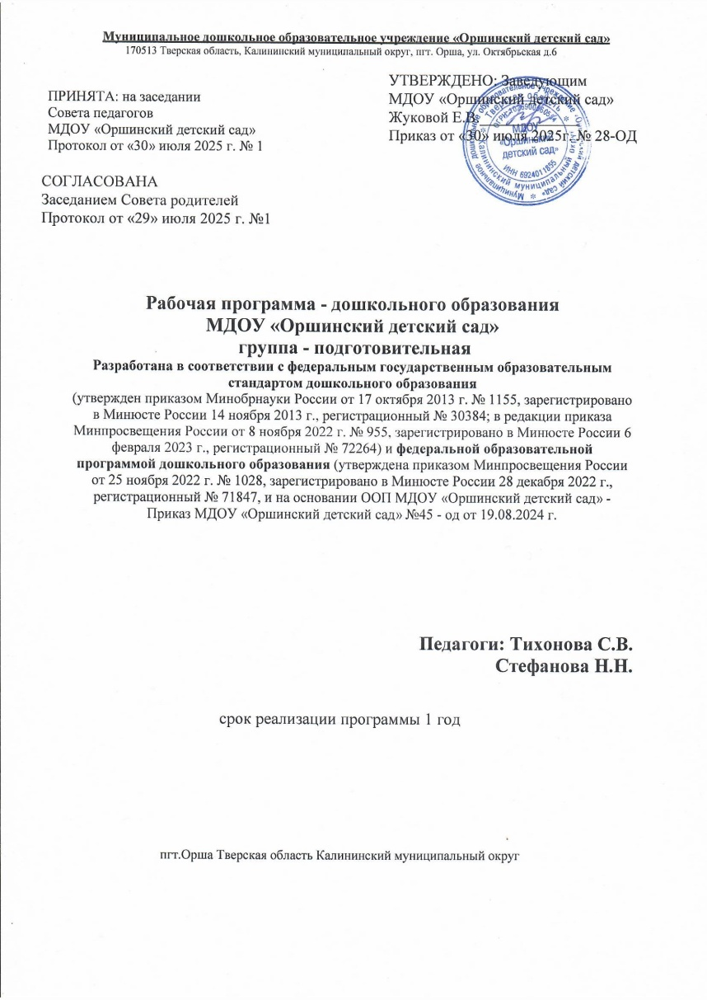 Муниципальное дошкольное образовательное учреждение «Оршинский детский сад»
170513 Тверская область, Калининский муниципальный округ, пгт. Орша, ул. Октябрьская д.6
ПРИНЯТА: на заседании
Совета педагогов
МДОУ «Оршинский детский сад»
Протокол от «30» июля 2025 г. № 1
УТВЕРЖДЕНО: Заведующим
МДОУ «Оршинский детский сад»
Жуковой Е.В.
Приказ от «30» июля 2025г. № 28-ОД
МДОУ
«Оршинский
детский сад»
ИНН 6924011855
СОГЛАСОВАНА
Заседанием Совета родителей
Протокол от «29» июля 2025 г. №1
Рабочая программа - дошкольного образования
МДОУ «Оршинский детский сад»
группа - подготовительная
Разработана в соответствии с федеральным государственным образовательным
стандартом дошкольного образования
(утвержден приказом Минобрнауки России от 17 октября 2013 г. № 1155, зарегистрировано
в Минюсте России 14 ноября 2013 г., регистрационный № 30384; в редакции приказа
Минпросвещения России от 8 ноября 2022 г. № 955, зарегистрировано в Минюсте России 6
февраля 2023 г., регистрационный № 72264) и федеральной образовательной
программой дошкольного образования (утверждена приказом Минпросвещения России
от 25 ноября 2022 г. № 1028, зарегистрировано в Минюсте России 28 декабря 2022 г.,
регистрационный № 71847, и на основании ООП МДОУ «Оршинский детский сад» -
Приказ МДОУ «Оршинский детский сад» №45 - од от 19.08.2024 г.
Педагоги: Тихонова С.В.
Стефанова Н.Н.
срок реализации программы 1 год
пгт.Орша Тверская область Калининский муниципальный округ